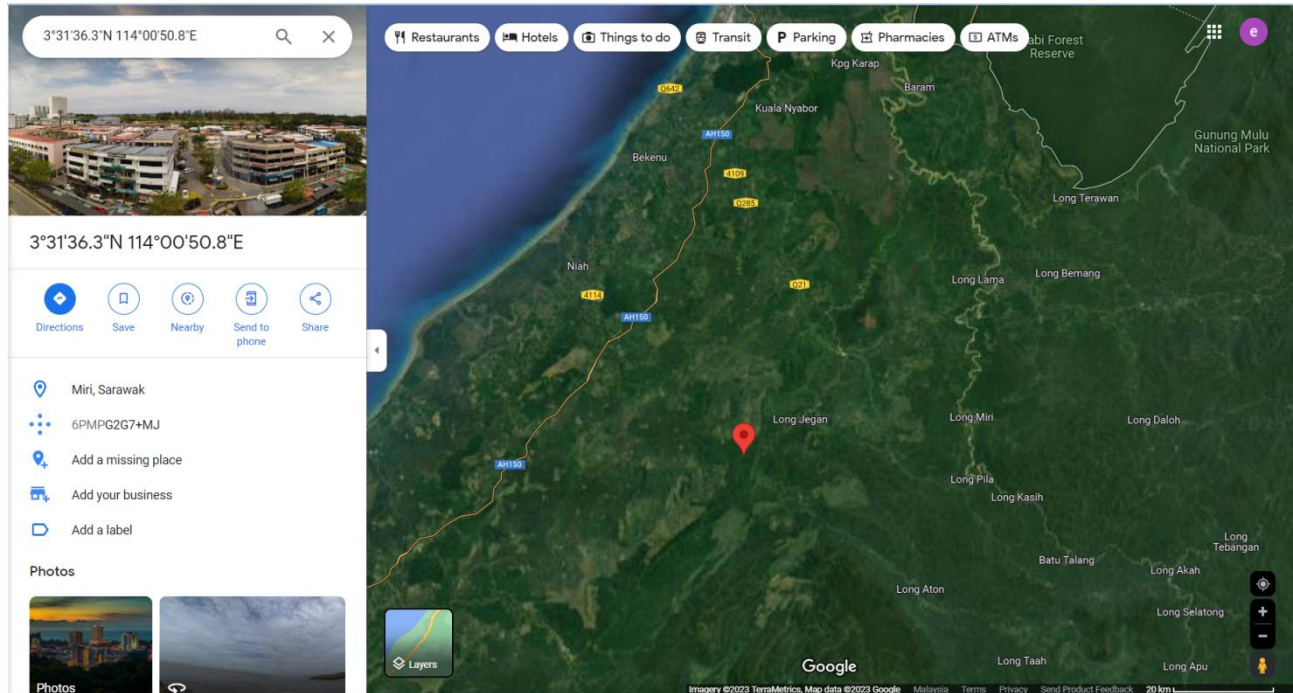 3°31'36.3"N 114°00'50.8"E
Restaurants
Hotels
Things to do
Transit
Parking
Pharmacies
ATMs
e
3°31'36.3"N 114°00'50.8"E
Directions
Save
Nearby
Send to
phone
Share
Miri, Sarawak
6PMPG2G7+MJ
Add a missing place
Add your business
Add a label
Photos
Photos
abi Forest
Reserve
Kpg Karap
Q642
Baram
Kuala Nyabor
AH150
Gunung Mulu
National Park
Bekenu
4109
Q285
Long Terawan
Niah
Long Lama
Long Bemang
Q21
4114
AH150
Long Jegan
Long Miri
Long Daloh
AH150
Long Pila
Long Kasih
Long
Tebangan
Batu Talang
Long Akah
Long Aton
Long Selatong
Layers
Google
Long Taah
Long Apu
Imagery ©2023 TerraMetrics, Map data ©2023 Google Malaysia Terms Privacy Send Product Feedback 20 km